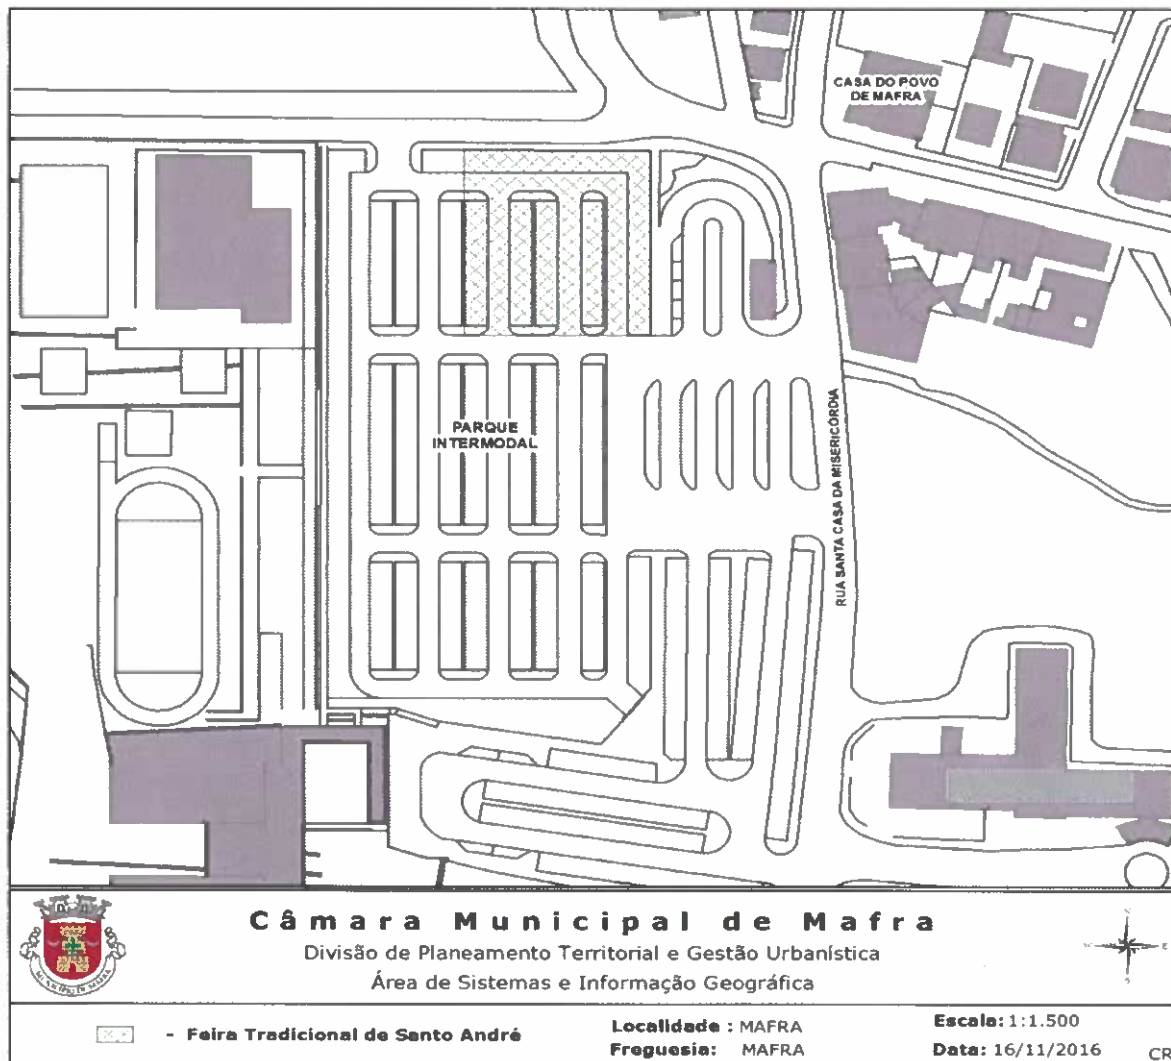 CASA DO POVO
DE MAFRA
PARQUE
INTERMODAL
RUA SANTA CASA DA MISERICÓRDIA
Câmara Municipal de Mafra
Divisão de Planeamento Territorial e Gestão Urbanística
Área de Sistemas e Informação Geográfica
- Feira Tradicional de Santo André
Localidade : MAFRA
Freguesia: MAFRA
Escala: 1:1.500
Data: 16/11/2016
CR